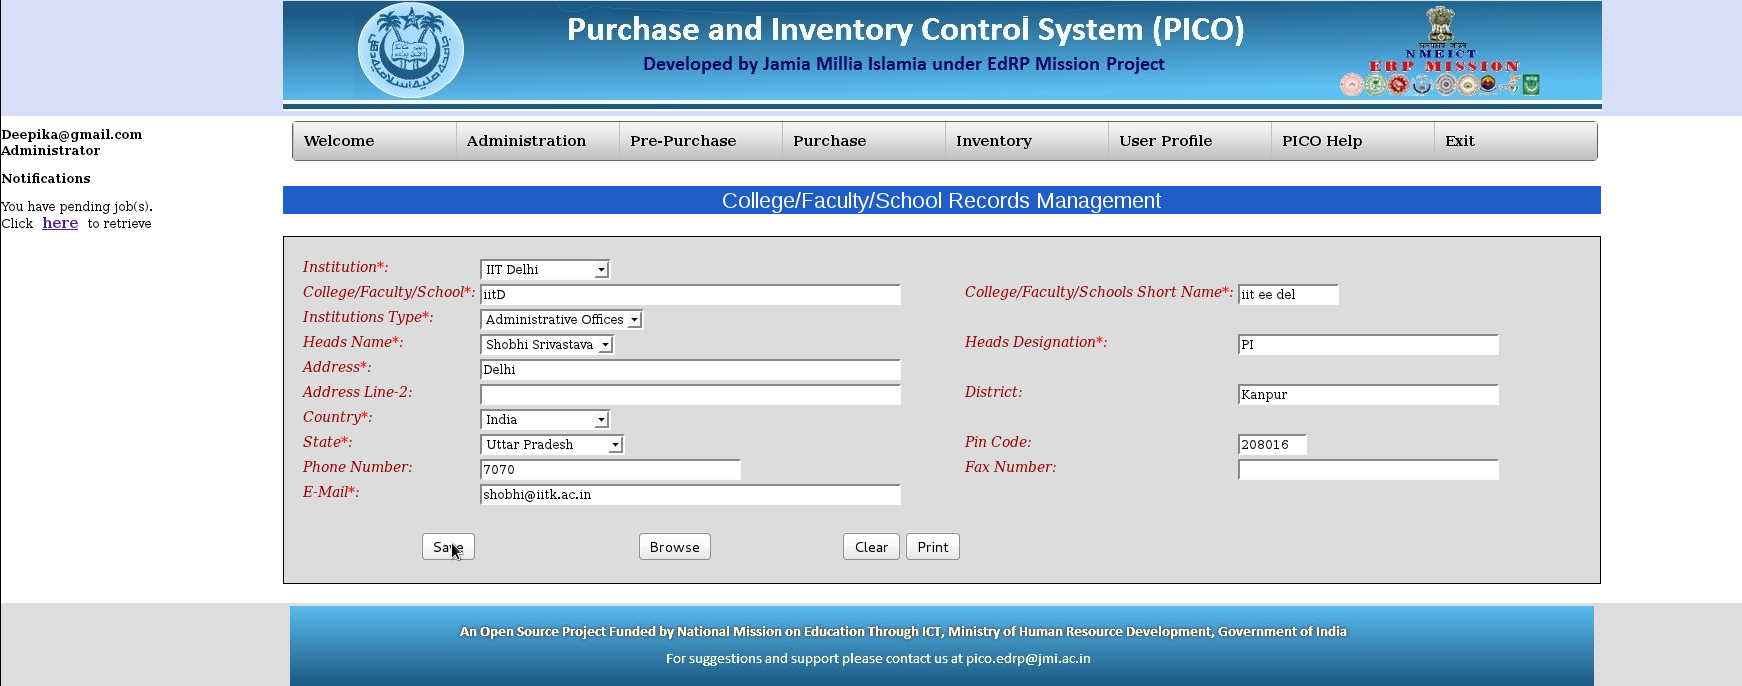 Purchase and Inventory Control System (PICO)
Developed by Jamia Millia Islamia under EdRP Mission Project
NMEICT
ERP MISSION
Deepika@gmail.com
Administrator
Notifications
You have pending job(s).
Click here to retrieve
Welcome Administration Pre-Purchase Purchase Inventory User Profile PICO Help Exit
College/Faculty/School Records Management
Institution*: IIT Delhi
College/Faculty/School*: iitD College/Faculty/Schools Short Name*: iit ee del
Institutions Type*: Administrative Offices
Heads Name*: Shobhi Srivastava Heads Designation*: PI
Address*: Delhi
Address Line-2: District: Kanpur
Country*: India
State*: Uttar Pradesh Pin Code: 208016
Phone Number: 7070 Fax Number:
E-Mail*: shobhi@iitk.ac.in
Save Browse Clear Print
An Open Source Project Funded by National Mission on Education Through ICT, Ministry of Human Resource Development, Government of India
For suggestions and support please contact us at pico.edrp@jmi.ac.in